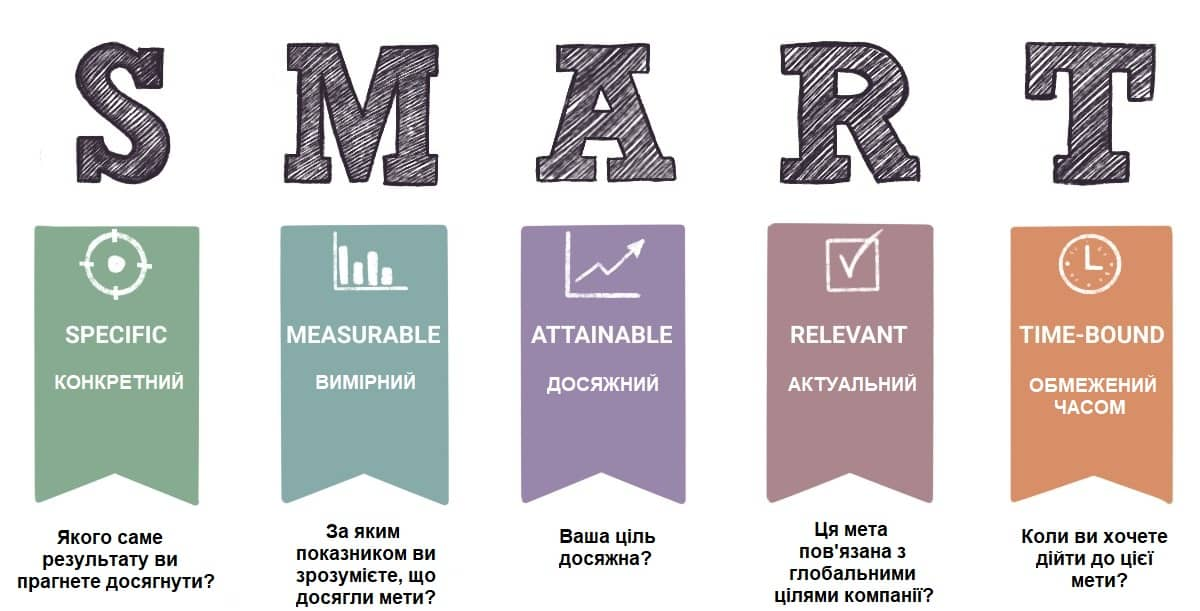 S M A R T
SPECIFIC
КОНКРЕТНИЙ
Якого саме
результату ви
прагнете досягнути?
MEASURABLE
ВИМІРНИЙ
За яким
показником ви
зрозумієте, що
досягли мети?
ATTAINABLE
ДОСЯЖНИЙ
Ваша ціль
досяжна?
RELEVANT
АКТУАЛЬНИЙ
Ця мета
пов'язана з
глобальними
цілями компанії?
TIME-BOUND
ОБМЕЖЕНИЙ
ЧАСОМ
Коли ви хочете
дійти до цієї
мети?